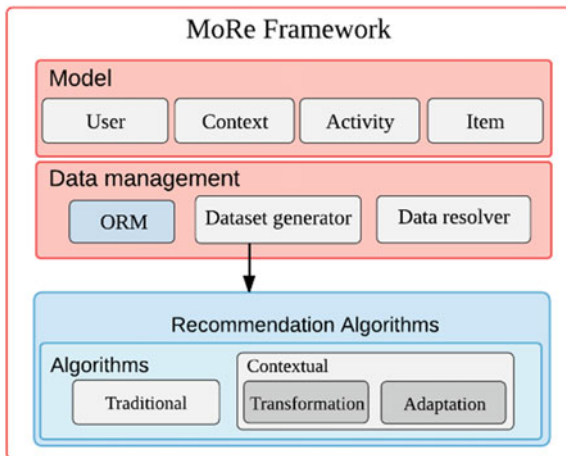 MoRe Framework
Model
User Context Activity Item
Data management
ORM Dataset generator Data resolver
Recommendation Algorithms
Algorithms
Contextual
Traditional Transformation Adaptation